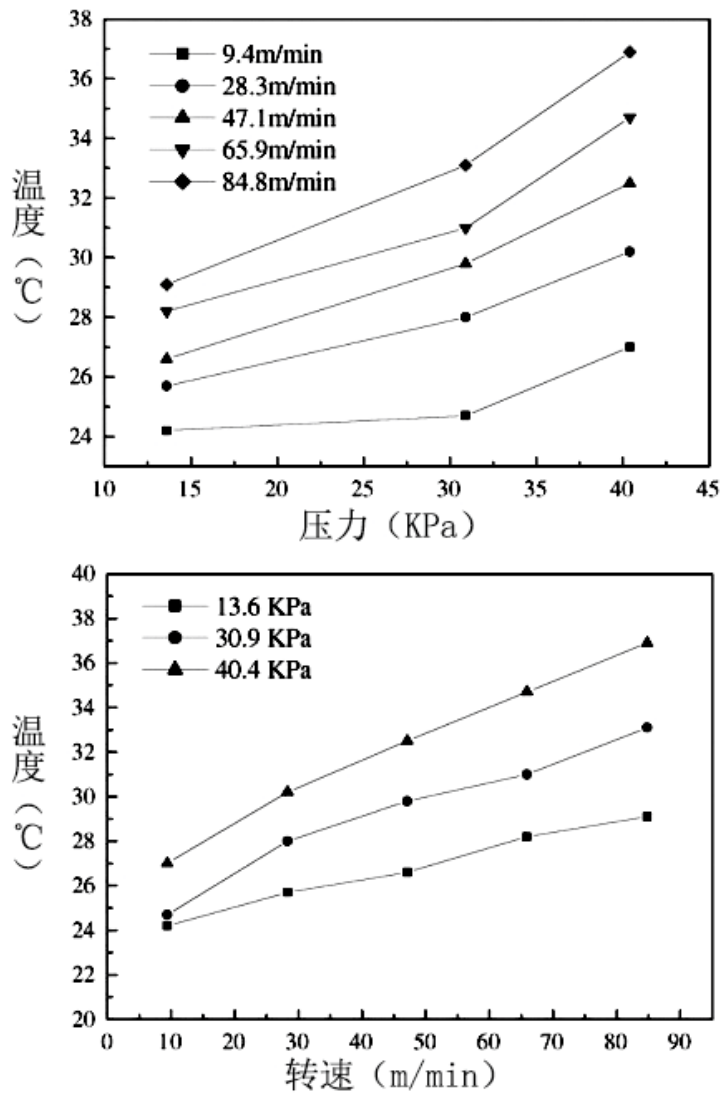 38
36
34
32
30
28
26
24
9.4m/min
28.3m/min
47.1m/min
65.9m/min
84.8m/min
温度（℃）
10 15 20 25 30 35 40 45
压力（KPa）
40
38
36
34
32
30
28
26
24
22
20
13.6 KPa
30.9 KPa
40.4 KPa
温度（℃）
0 10 20 30 40 50 60 70 80 90
转速（m/min）